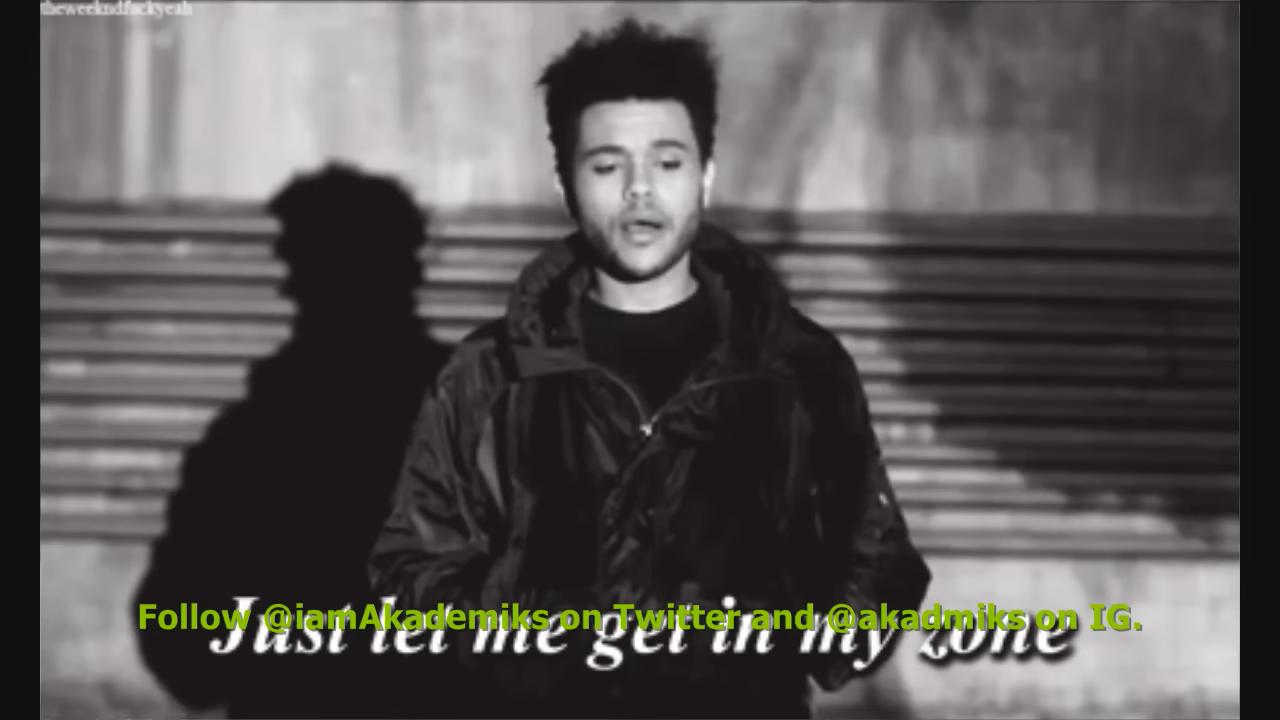 theweekndfuckyeah
Follow @iamAkademiks on Twitter and @akadmiks on IG.
Just let me get in my zone